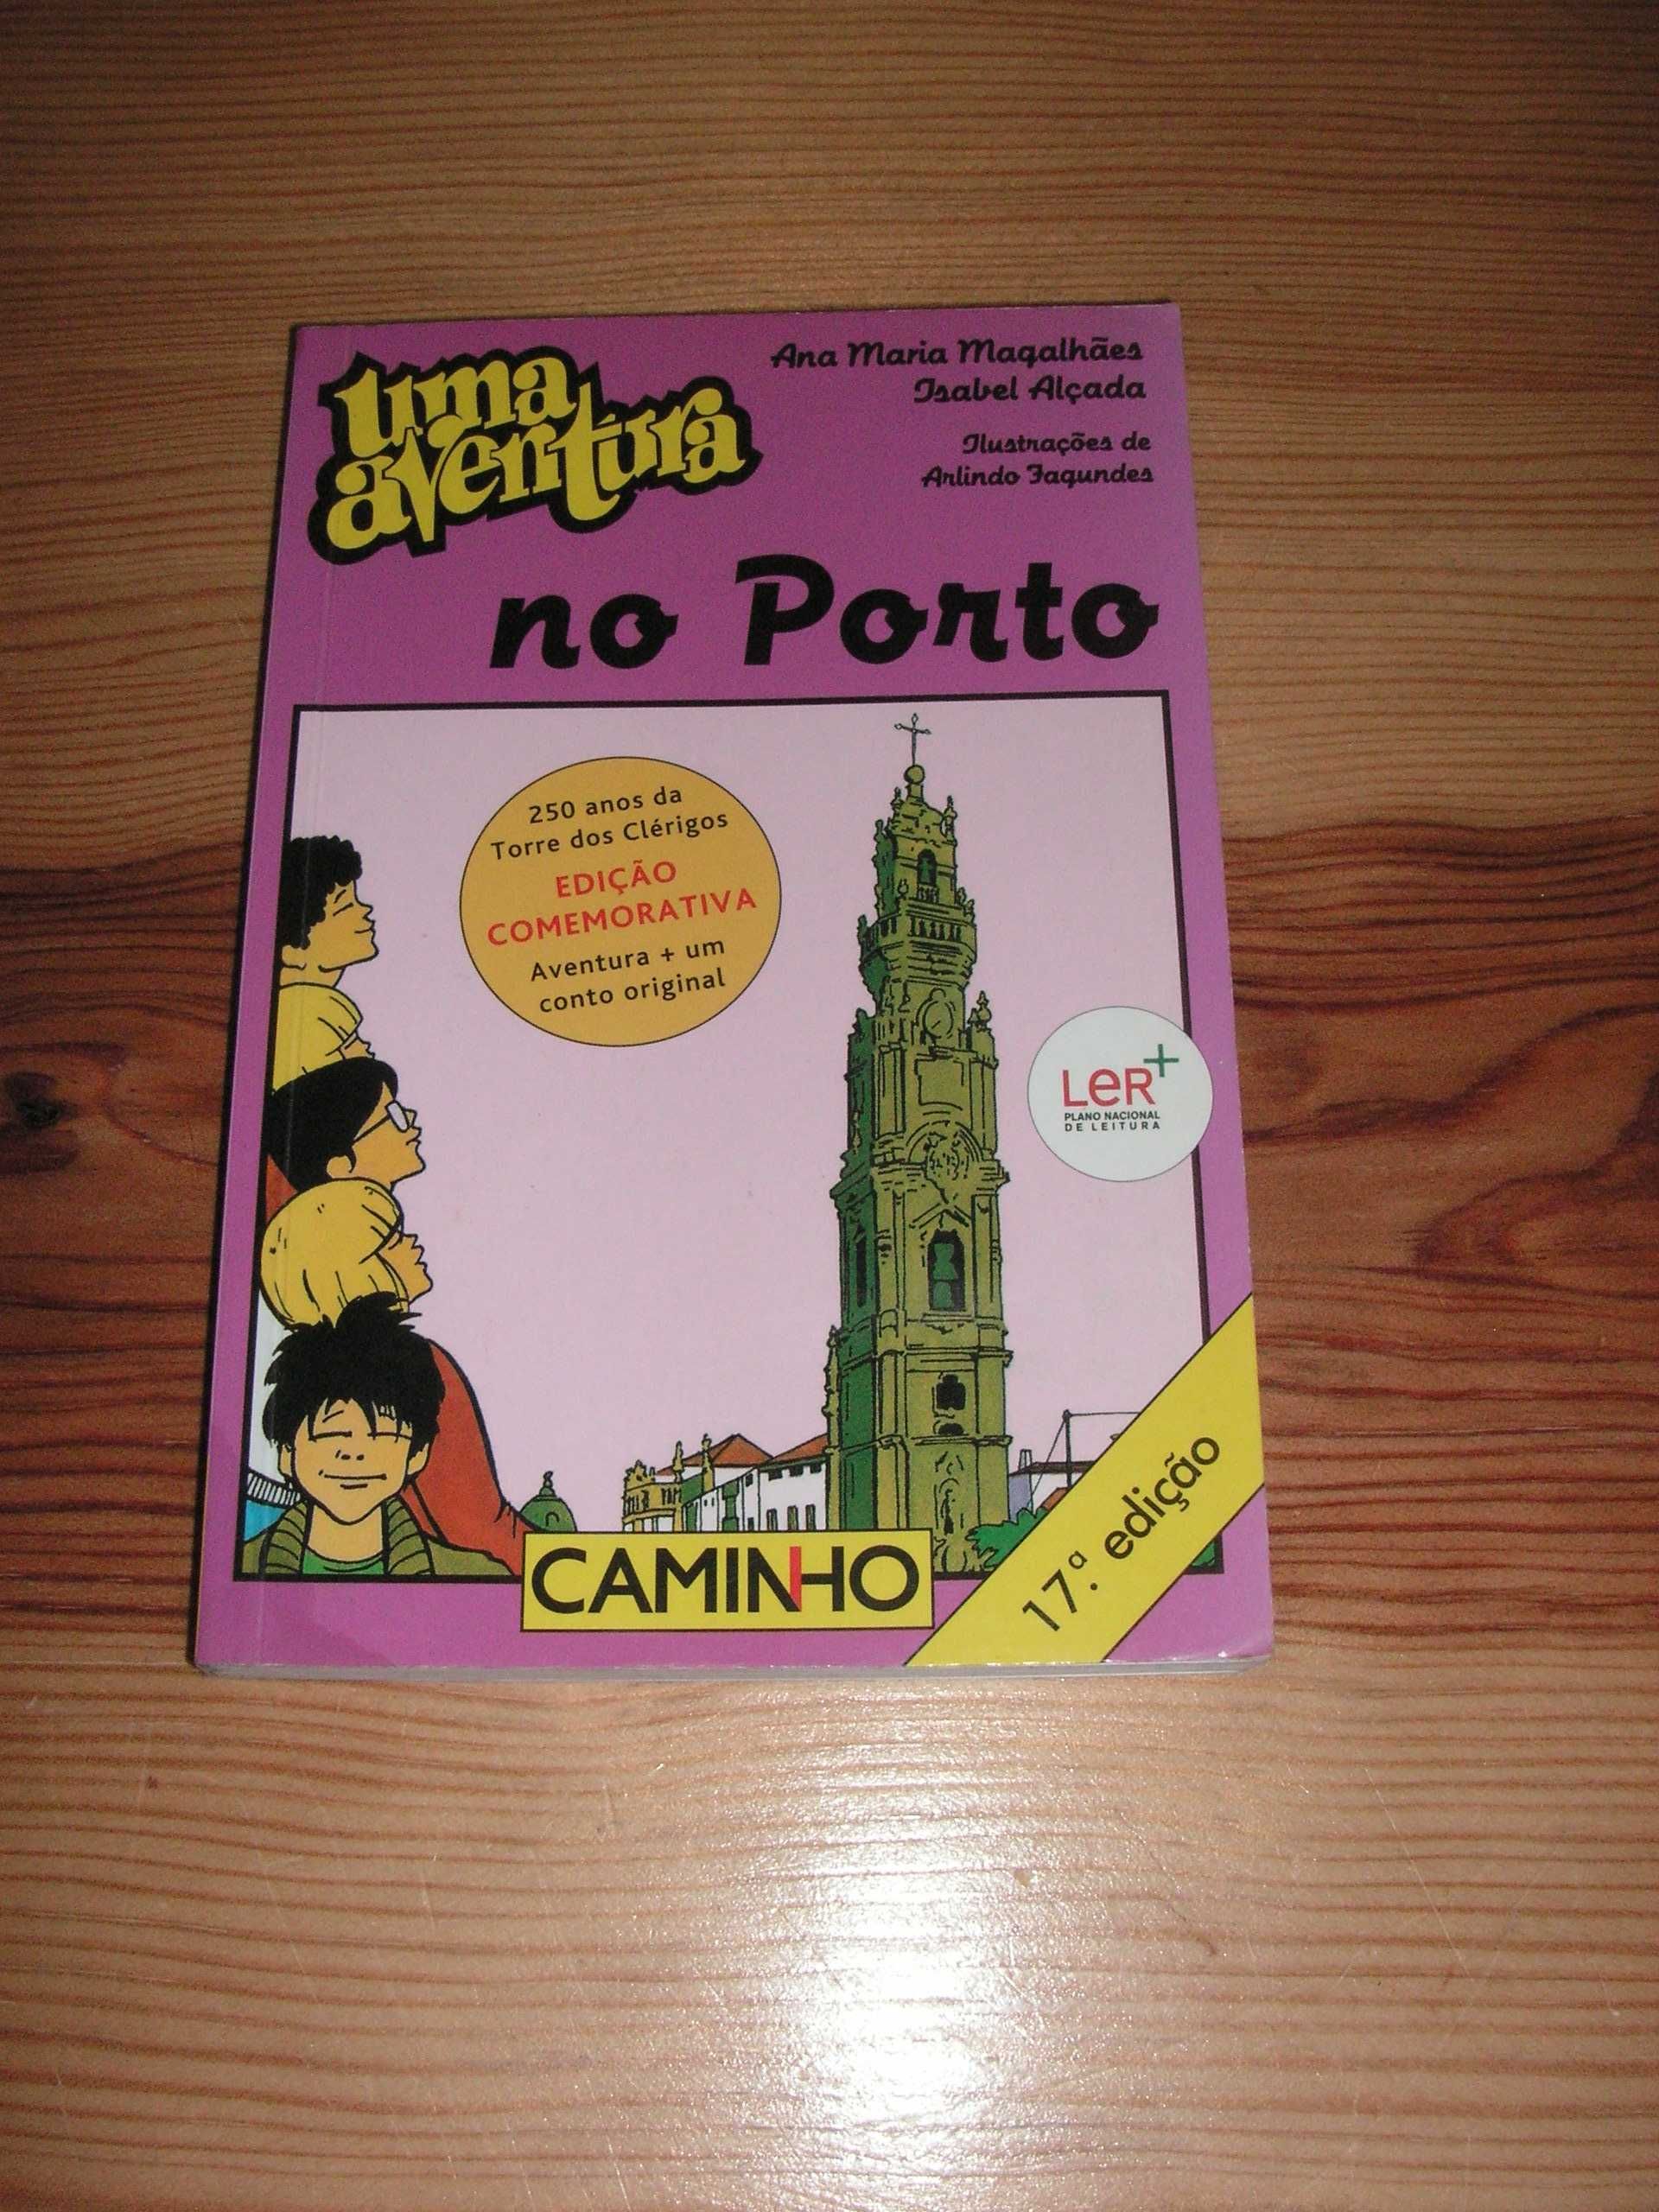 uma
aventura
Ana Maria Magalhães
Isabel Alçada
Ilustrações de
Arlindo Fagundes
no Porto
250 anos da
Torre dos Clérigos
EDIÇÃO
COMEMORATIVA
Aventura + um
conto original
LeR+
PLANO NACIONAL
DE LEITURA
17.ª edição
CAMINHO